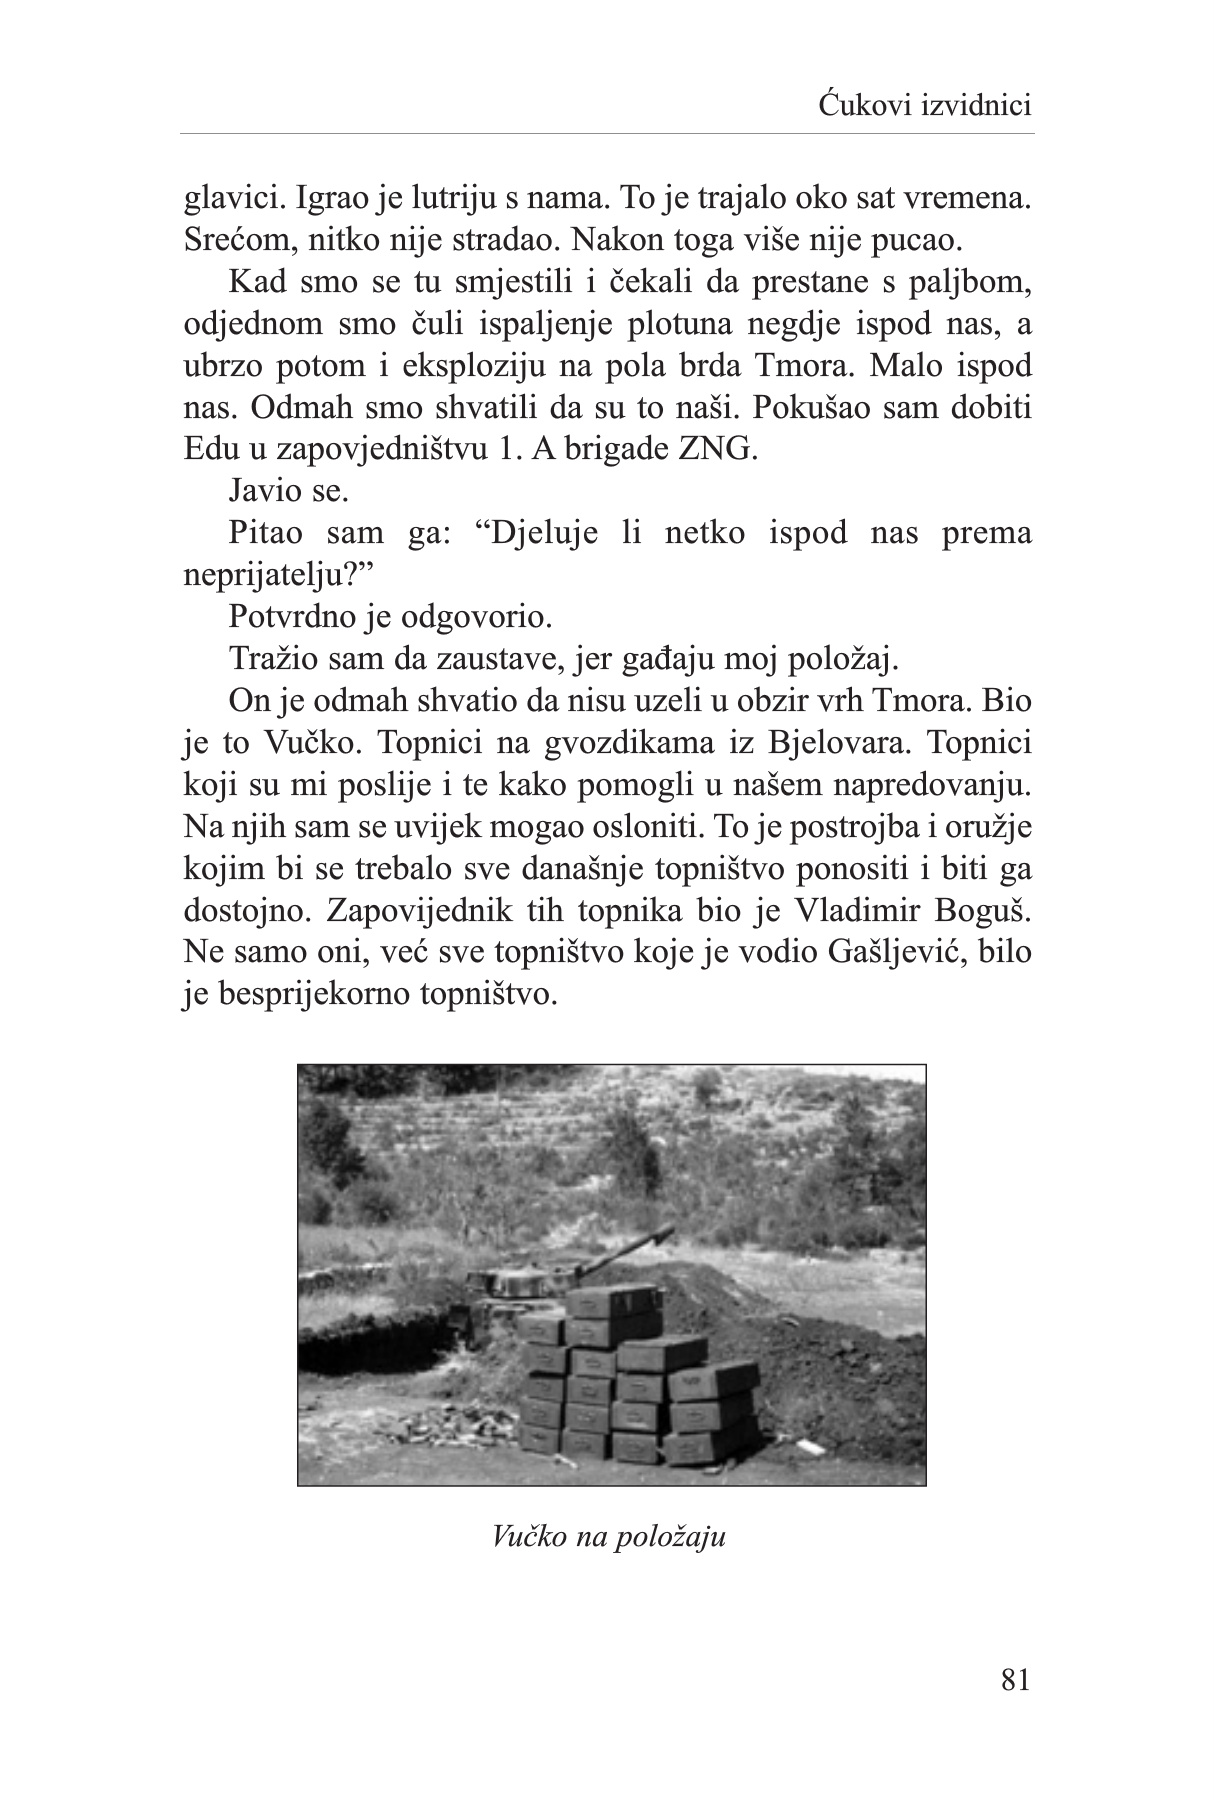 Ćukovi izvidnici
glavici. Igrao je lutriju s nama. To je trajalo oko sat vremena.
Srećom, nitko nije stradao. Nakon toga više nije pucao.
Kad smo se tu smjestili i čekali da prestane s paljbom,
odjednom smo čuli ispaljenje plotuna negdje ispod nas, a
ubrzo potom i eksploziju na pola brda Tmora. Malo ispod
nas. Odmah smo shvatili da su to naši. Pokušao sam dobiti
Edu u zapovjedništvu 1. A brigade ZNG.
Javio se.
Pitao sam ga: “Djeluje li netko ispod nas prema
neprijatelju?”
Potvrdno je odgovorio.
Tražio sam da zaustave, jer gađaju moj položaj.
On je odmah shvatio da nisu uzeli u obzir vrh Tmora. Bio
je to Vučko. Topnici na gvozdikama iz Bjelovara. Topnici
koji su mi poslije i te kako pomogli u našem napredovanju.
Na njih sam se uvijek mogao osloniti. To je postrojba i oružje
kojim bi se trebalo sve današnje topništvo ponositi i biti ga
dostojno. Zapovijednik tih topnika bio je Vladimir Boguš.
Ne samo oni, već sve topništvo koje je vodio Gašljević, bilo
je besprijekorno topništvo.
Vučko na položaju
81